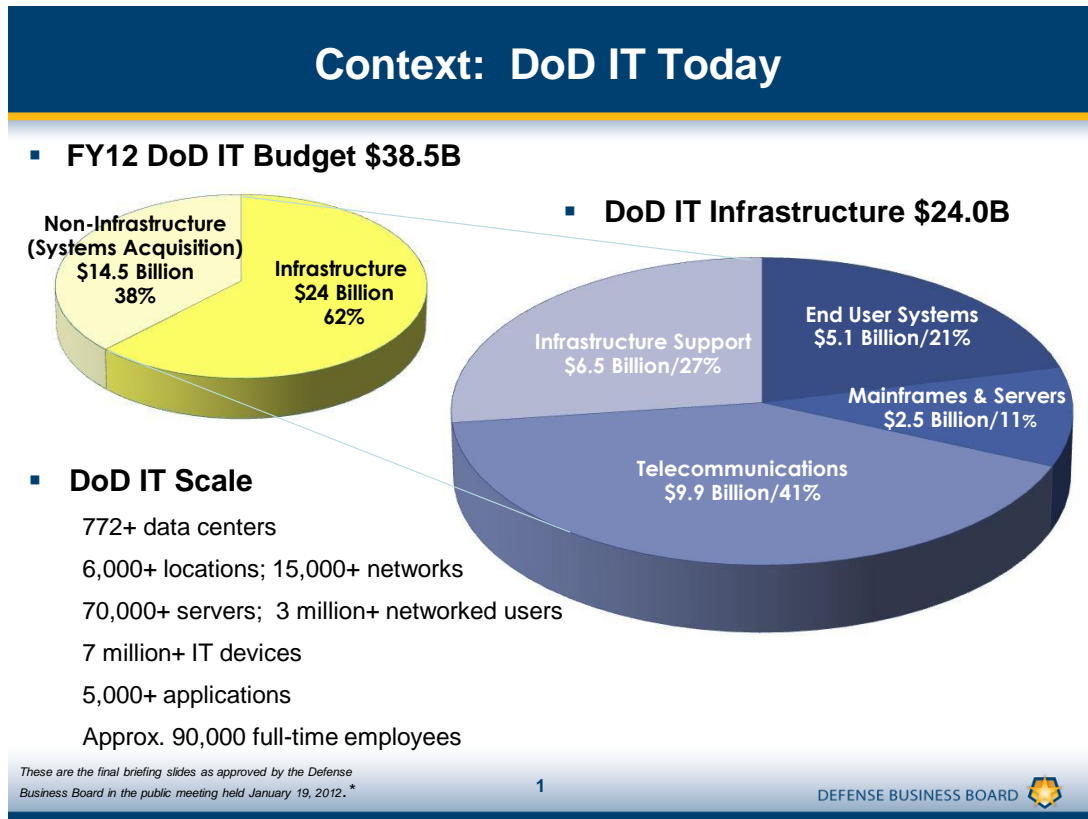 Context: DoD IT Today
▪ FY12 DoD IT Budget $38.5B
Non-Infrastructure
(Systems Acquisition)
$14.5 Billion
38%
Infrastructure
$24 Billion
62%
▪ DoD IT Infrastructure $24.0B
End User Systems
$5.1 Billion/21%
Mainframes & Servers
$2.5 Billion/11%
Telecommunications
$9.9 Billion/41%
Infrastructure Support
$6.5 Billion/27%
▪ DoD IT Scale
772+ data centers
6,000+ locations; 15,000+ networks
70,000+ servers; 3 million+ networked users
7 million+ IT devices
5,000+ applications
Approx. 90,000 full-time employees
These are the final briefing slides as approved by the Defense
Business Board in the public meeting held January 19, 2012.*
1
DEFENSE BUSINESS BOARD